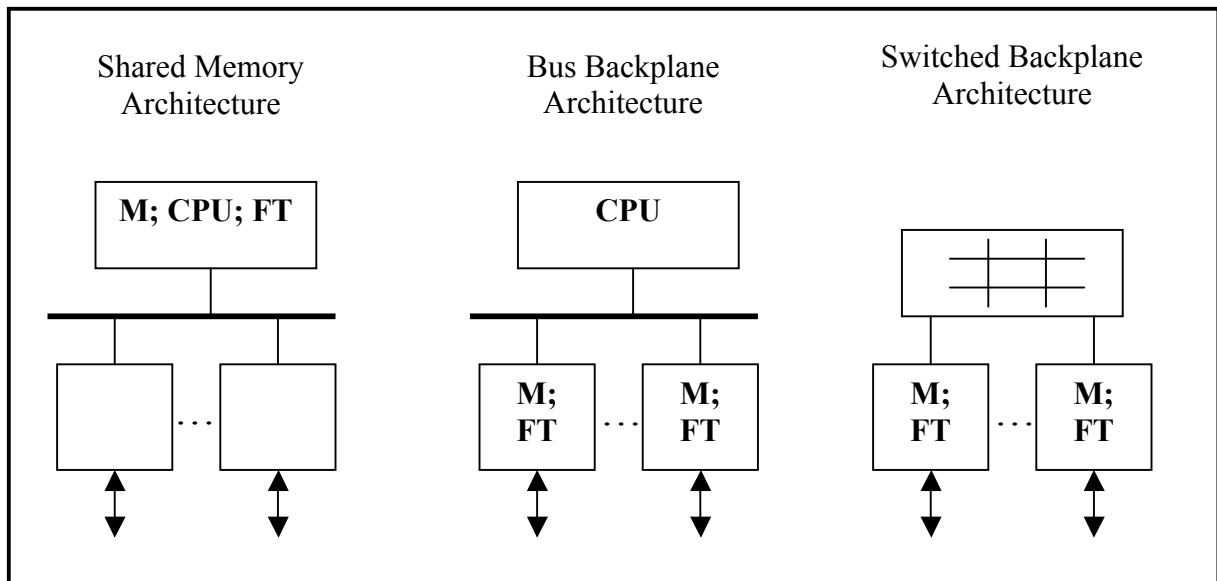 Shared Memory
Architecture
M; CPU; FT
. . .
Bus Backplane
Architecture
CPU
M;
FT
. . .
M;
FT
Switched Backplane
Architecture
M;
FT
. . .
M;
FT